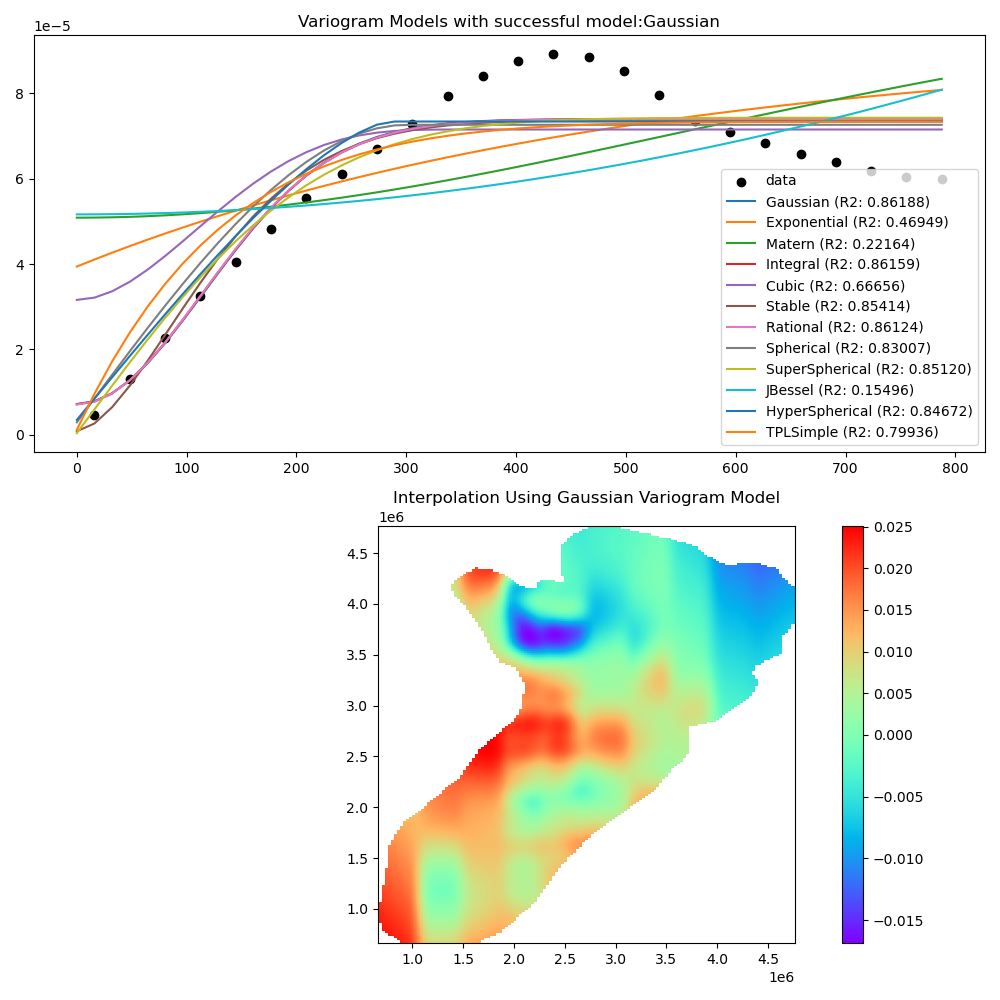 Variogram Models with successful model:Gaussian
1e−5
8
6
4
2
0
0 100 200 300 400 500 600 700 800
data
Gaussian (R2: 0.86188)
Exponential (R2: 0.46949)
Matern (R2: 0.22164)
Integral (R2: 0.86159)
Cubic (R2: 0.66656)
Stable (R2: 0.85414)
Rational (R2: 0.86124)
Spherical (R2: 0.83007)
SuperSpherical (R2: 0.85120)
JBessel (R2: 0.15496)
HyperSpherical (R2: 0.84672)
TPLSimple (R2: 0.79936)
Interpolation Using Gaussian Variogram Model
1e6
4.5
4.0
3.5
3.0
2.5
2.0
1.5
1.0
1.0 1.5 2.0 2.5 3.0 3.5 4.0 4.5
1e6
0.025
0.020
0.015
0.010
0.005
0.000
−0.005
−0.010
−0.015